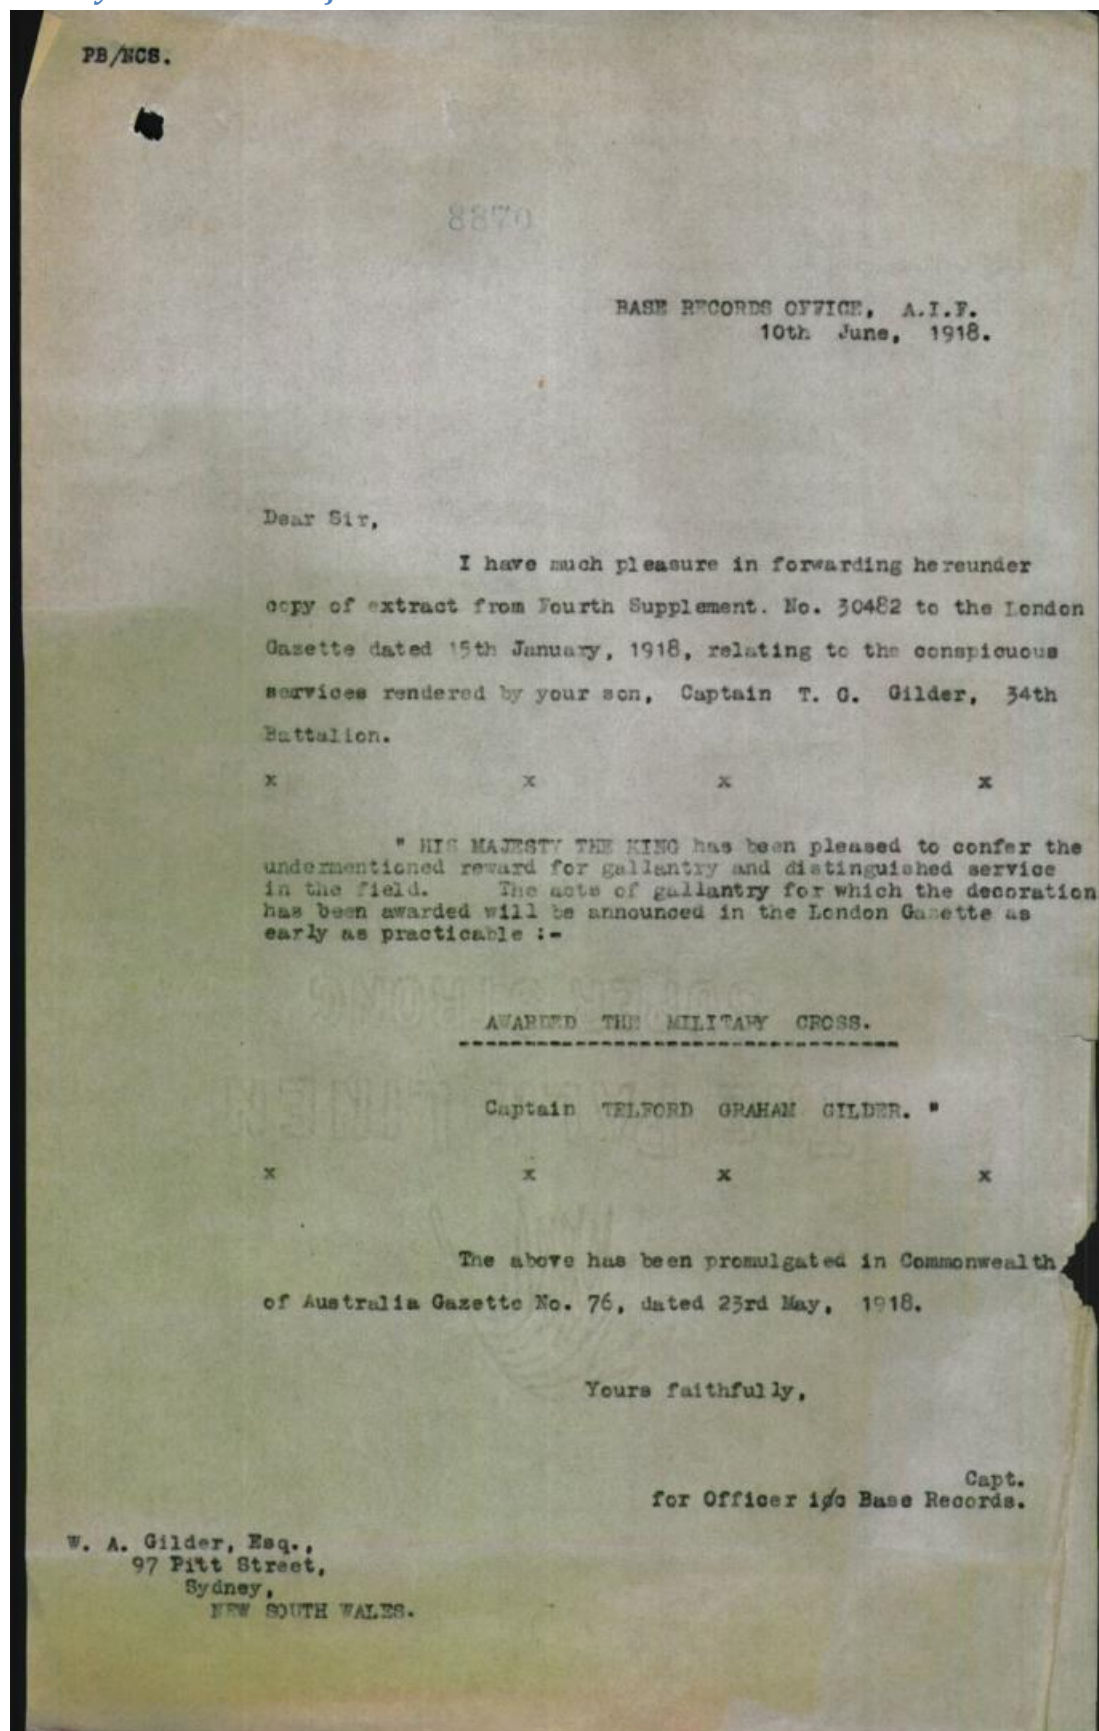 PB/NCS.
8870
BASE RECORDS OFFICE, A.I.F.
10th June, 1918.
Dear Sir,
I have much pleasure in forwarding hereunder
copy of extract from Fourth Supplement. No. 30482 to the London
Gazette dated 15th January, 1918, relating to the conspicuous
services rendered by your son, Captain T. G. Gilder, 34th
Battalion.
x x x x
" HIS MAJESTY THE KING has been pleased to confer the
undermentioned reward for gallantry and distinguished service
in the field. The acts of gallantry for which the decoration
has been awarded will be announced in the London Gazette as
early as practicable :-
AWARDED THE MILITARY CROSS.
Captain TELFORD GRAHAM GILDER. "
x x x x
The above has been promulgated in Commonwealth
of Australia Gazette No. 76, dated 23rd May, 1918.
Yours faithfully,
Capt.
for Officer i/c Base Records.
W. A. Gilder, Esq.,
97 Pitt Street,
Sydney,
NEW SOUTH WALES.